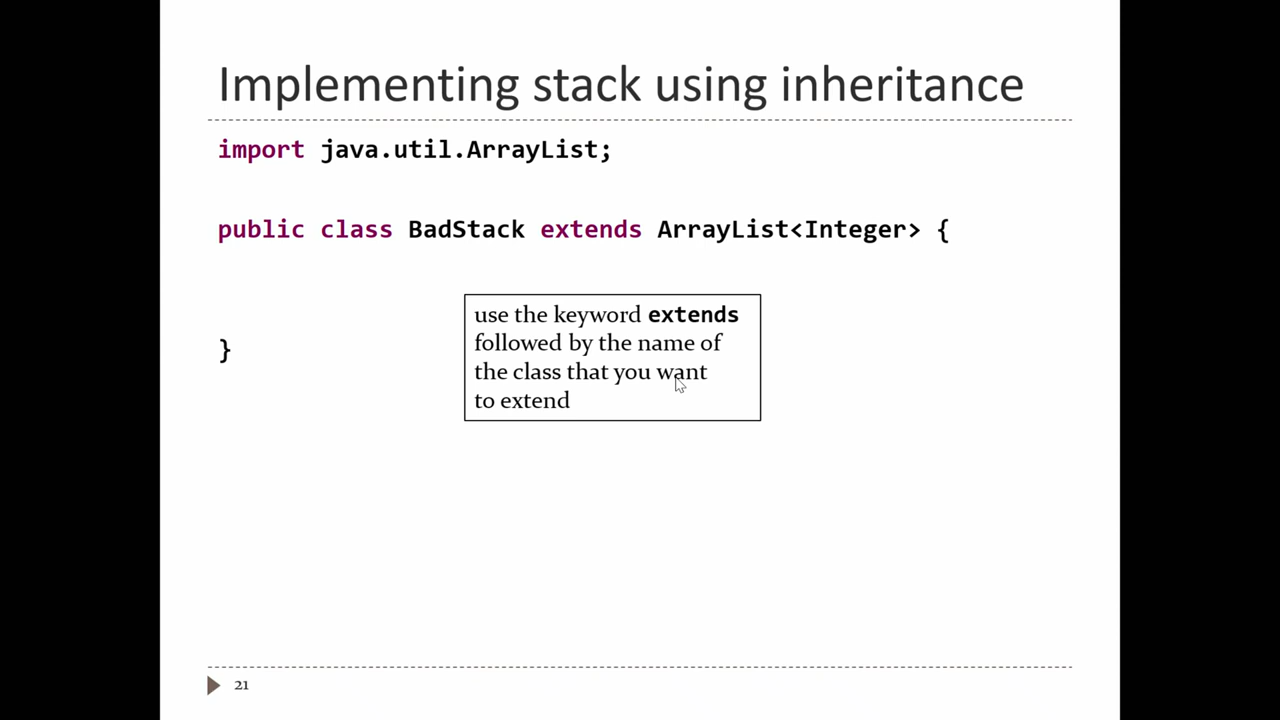 Implementing stack using inheritance
import java.util.ArrayList;
public class BadStack extends ArrayList<Integer> {
use the keyword extends
followed by the name of
the class that you want
to extend
}
21